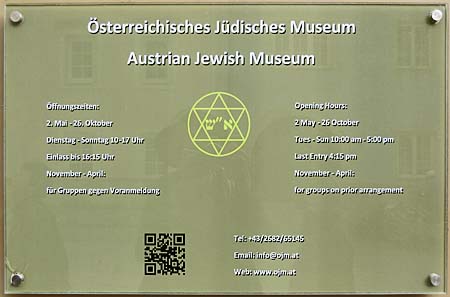 Österreichisches Jüdisches Museum
Austrian Jewish Museum
Öffnungszeiten:
2. Mai - 26. Oktober
Dienstag - Sonntag 10-17 Uhr
Einlass bis 16:15 Uhr
November - April:
für Gruppen gegen Voranmeldung
א"ש
Opening Hours:
2 May - 26 October
Tues - Sun 10:00 am - 5:00 pm
Last Entry 4:15 pm
November - April:
for groups on prior arrangement
Tel: +43/2682/65145
Email: info@ojm.at
Web: www.ojm.at